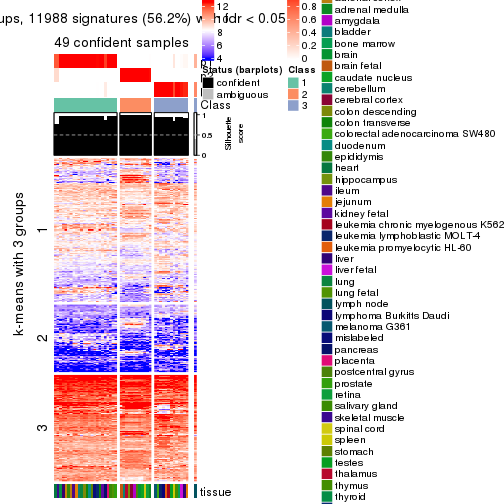 ups, 11988 signatures (56.2%) with fdr < 0.05
49 confident samples
12
10
6
4
0.8
0.6
0.4
0.2
0
Status (barplots)
confident
ambiguous
Class
1
2
3
Class
1
0.5
0
Silhouette
score
k-means with 3 groups
1
2
3
tissue
adrenal medulla
amygdala
bladder
bone marrow
brain
brain fetal
caudate nucleus
cerebellum
cerebral cortex
colon descending
colon transverse
colorectal adenocarcinoma SW480
duodenum
epididymis
heart
hippocampus
ileum
jejunum
kidney fetal
leukemia chronic myelogenous K562
leukemia lymphoblastic MOLT-4
leukemia promyelocytic HL-60
liver
liver fetal
lung
lung fetal
lymph node
lymphoma Burkitts Daudi
melanoma G361
mislabeled
pancreas
placenta
postcentral gyrus
prostate
retina
salivary gland
skeletal muscle
spinal cord
spleen
stomach
testes
thalamus
thymus
thyroid